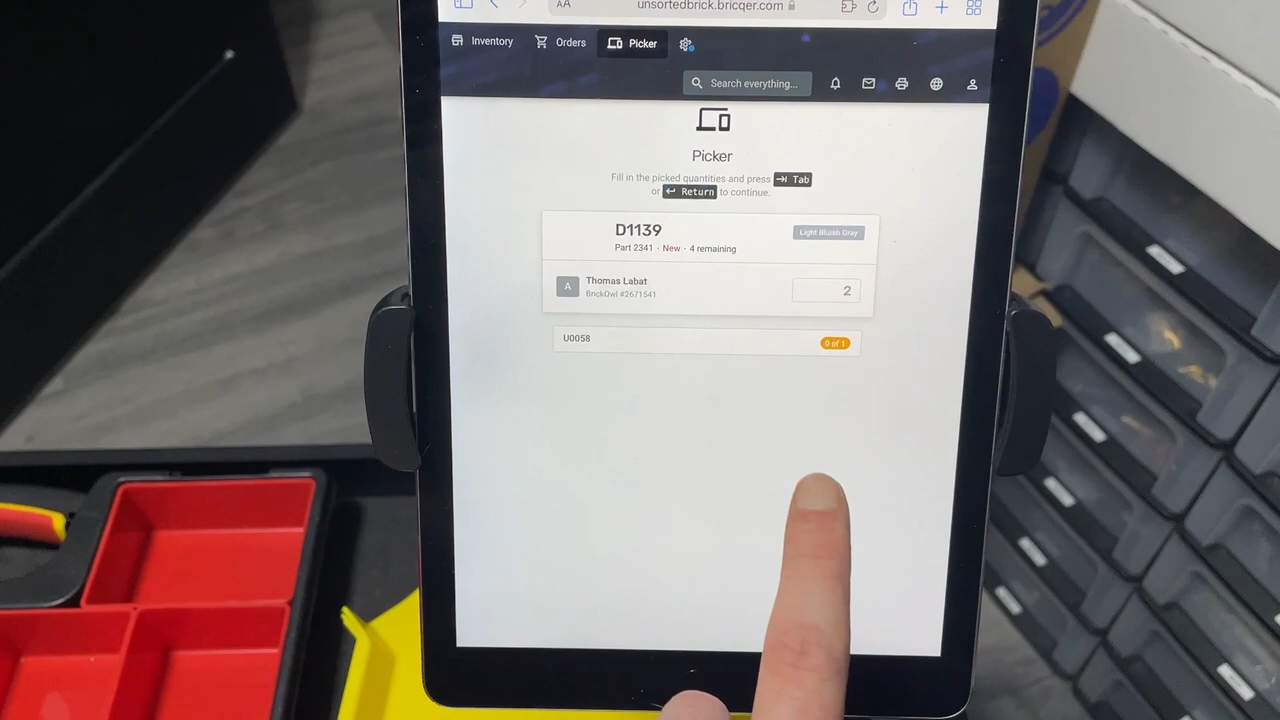 AA unsortedbrick.bricqer.com
Inventory Orders Picker
Search everything...
Picker
Fill in the picked quantities and press Tab
or Return to continue.
D1139 Light Bluish Gray
Part 2341 · New · 4 remaining
A Thomas Labat 2
BrickOwl #2671541
U0058 0 of 1